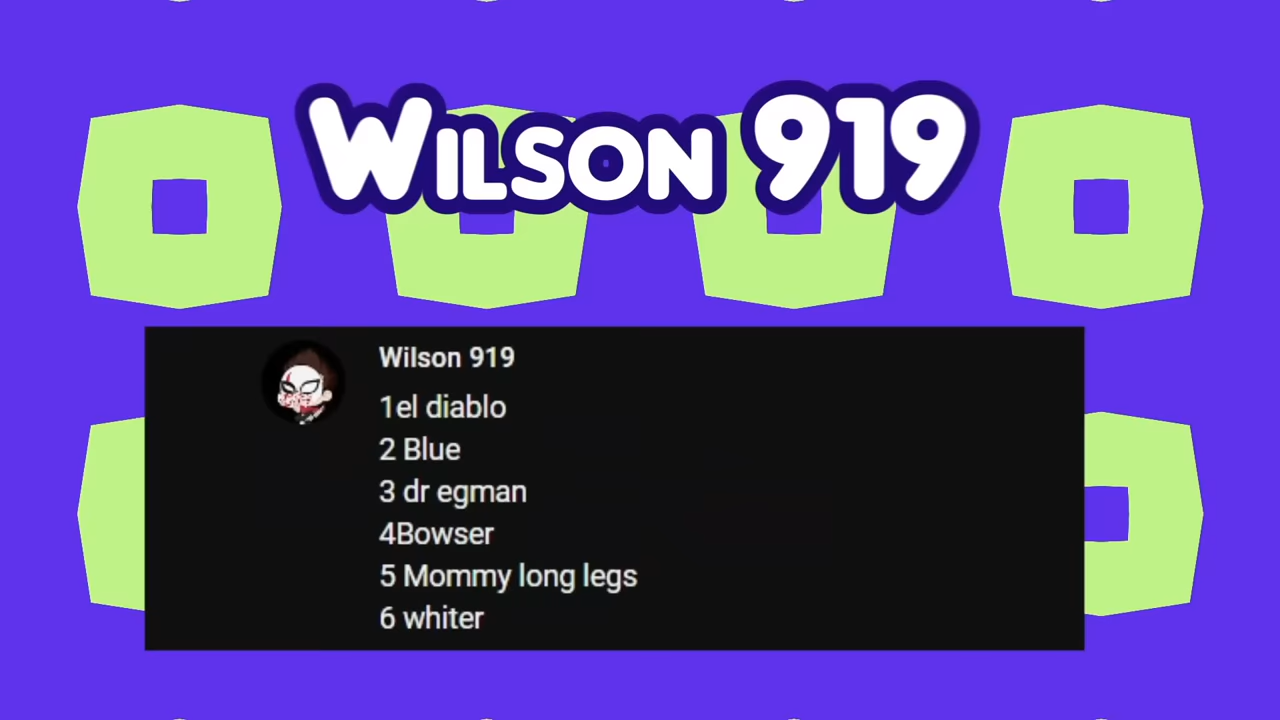 Wilson 919
Wilson 919
1el diablo
2 Blue
3 dr egman
4Bowser
5 Mommy long legs
6 whiter